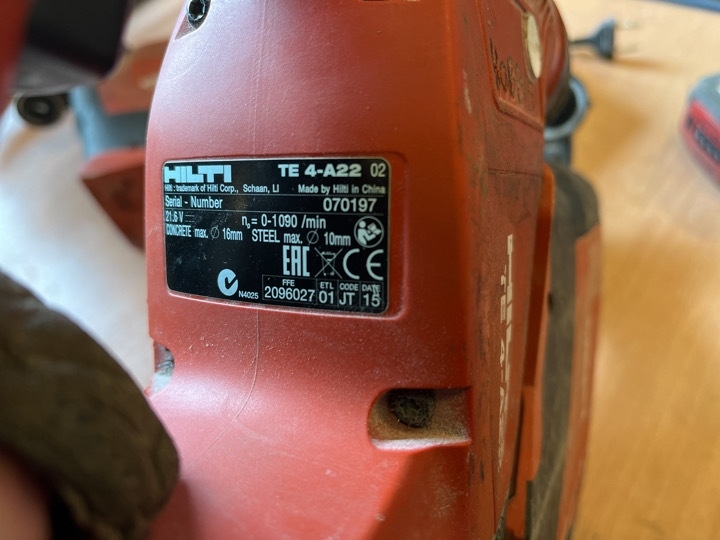 HILTI TE 4-A22 02
Hilti : trademark of Hilti Corp., Schaan, LI Made by Hilti in China
Serial - Number 070197
21.6 V n₀= 0-1090 /min
CONCRETE max. Ø 16mm STEEL max. Ø 10mm
EAC CE
N4025
FFE ETL CODE DATE
2096027 01 JT 15